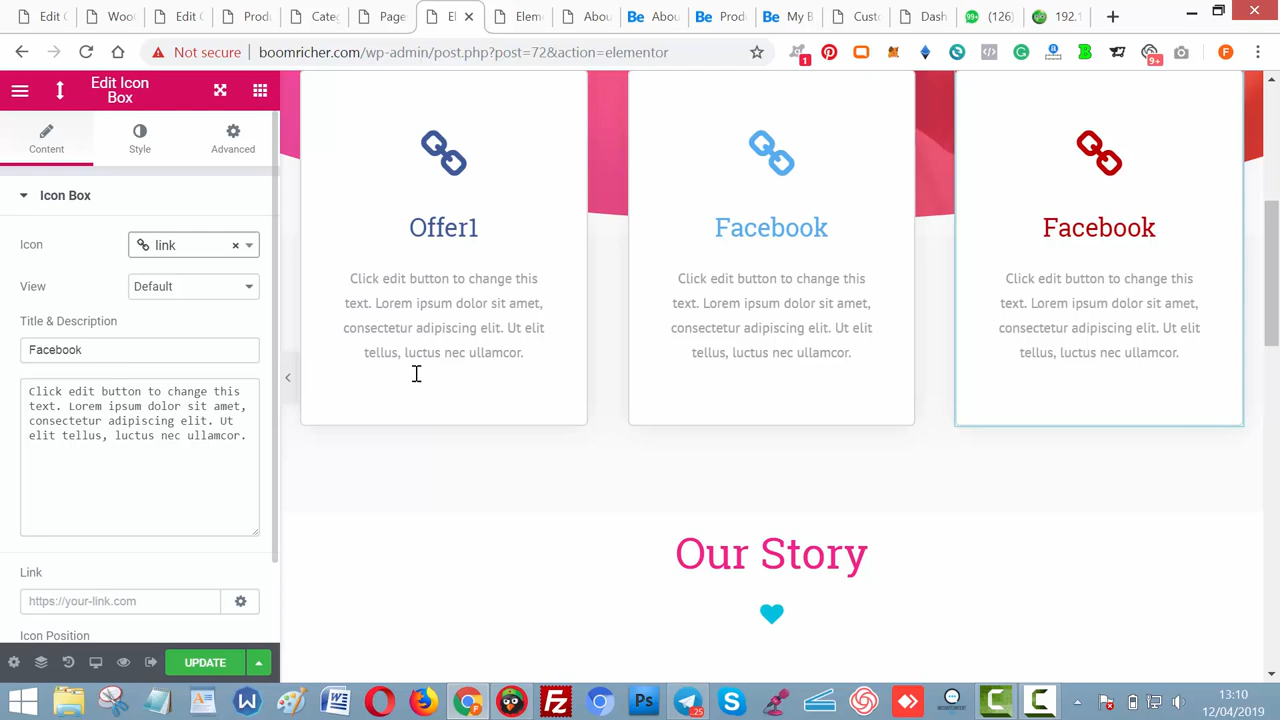 Edit
Woo
Edit
Prod
Categ
Page
El
Elem
Abou
Be Abou
Be Prod
Be My B
Cust
Dash
99+ (126)
192.1
Not secure boomricher.com/wp-admin/post.php?post=72&action=elementor
1
9+
F
Edit Icon
Box
Content Style Advanced
Icon Box
Icon link
View Default
Title & Description
Facebook
Click edit button to change this
text. Lorem ipsum dolor sit amet,
consectetur adipiscing elit. Ut
elit tellus, luctus nec ullamcor.
Link
https://your-link.com
Icon Position
UPDATE
Offer1
Click edit button to change this
text. Lorem ipsum dolor sit amet,
consectetur adipiscing elit. Ut elit
tellus, luctus nec ullamcor.
Facebook
Click edit button to change this
text. Lorem ipsum dolor sit amet,
consectetur adipiscing elit. Ut elit
tellus, luctus nec ullamcor.
Facebook
Click edit button to change this
text. Lorem ipsum dolor sit amet,
consectetur adipiscing elit. Ut elit
tellus, luctus nec ullamcor.
Our Story
13:10
12/04/2019